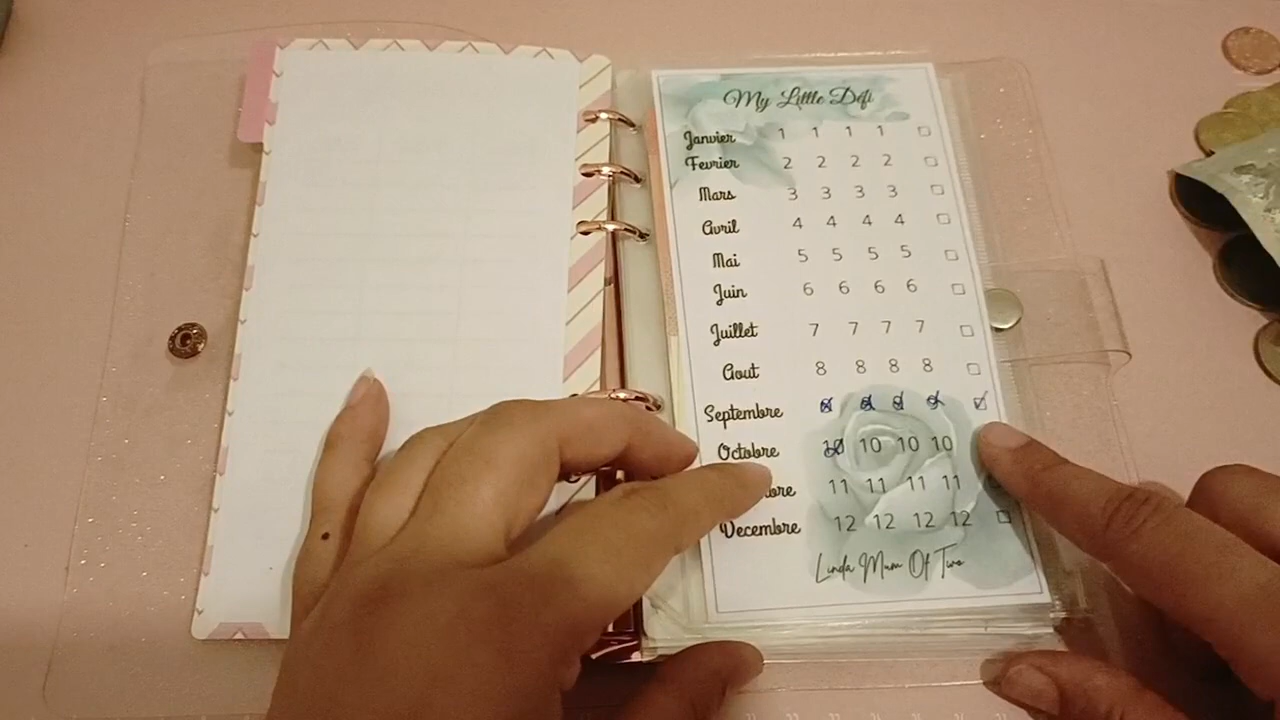 My Little Défi
Janvier 1 1 1 1
Fevrier 2 2 2 2
Mars 3 3 3 3
Avril 4 4 4 4
Mai 5 5 5 5
Juin 6 6 6 6
Juillet 7 7 7 7
Aout 8 8 8 8
Septembre
Octobre 10 10 10 10
bre 11 11 11 11
Decembre 12 12 12 12
Linda Mum Of Two